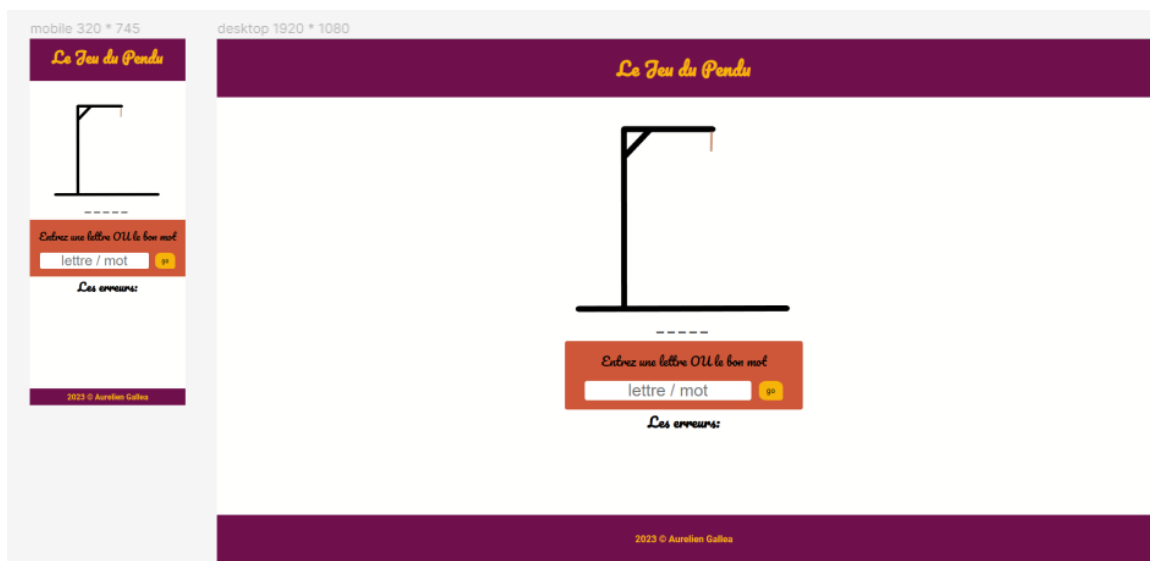 mobile 320 * 745
Le Jeu du Pendu
_ _ _ _ _
Entrez une lettre OU le bon mot
lettre / mot
go
Les erreurs:
2023 © Aurelien Gallea
desktop 1920 * 1080
Le Jeu du Pendu
_ _ _ _ _
Entrez une lettre OU le bon mot
lettre / mot
go
Les erreurs:
2023 © Aurelien Gallea